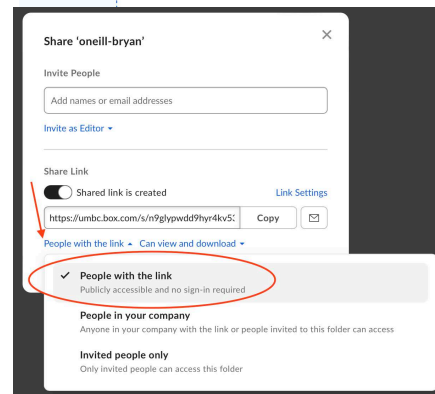 Share ‘oneill-bryan’
Invite People
Add names or email addresses
Invite as Editor
Share Link
Shared link is created Link Settings
https://umbc.box.com/s/n9glypwdd9hyr4kv5 Copy
People with the link Can view and download
People with the link
Publicly accessible and no sign-in required
People in your company
Anyone in your company with the link or people invited to this folder can access
Invited people only
Only invited people can access this folder